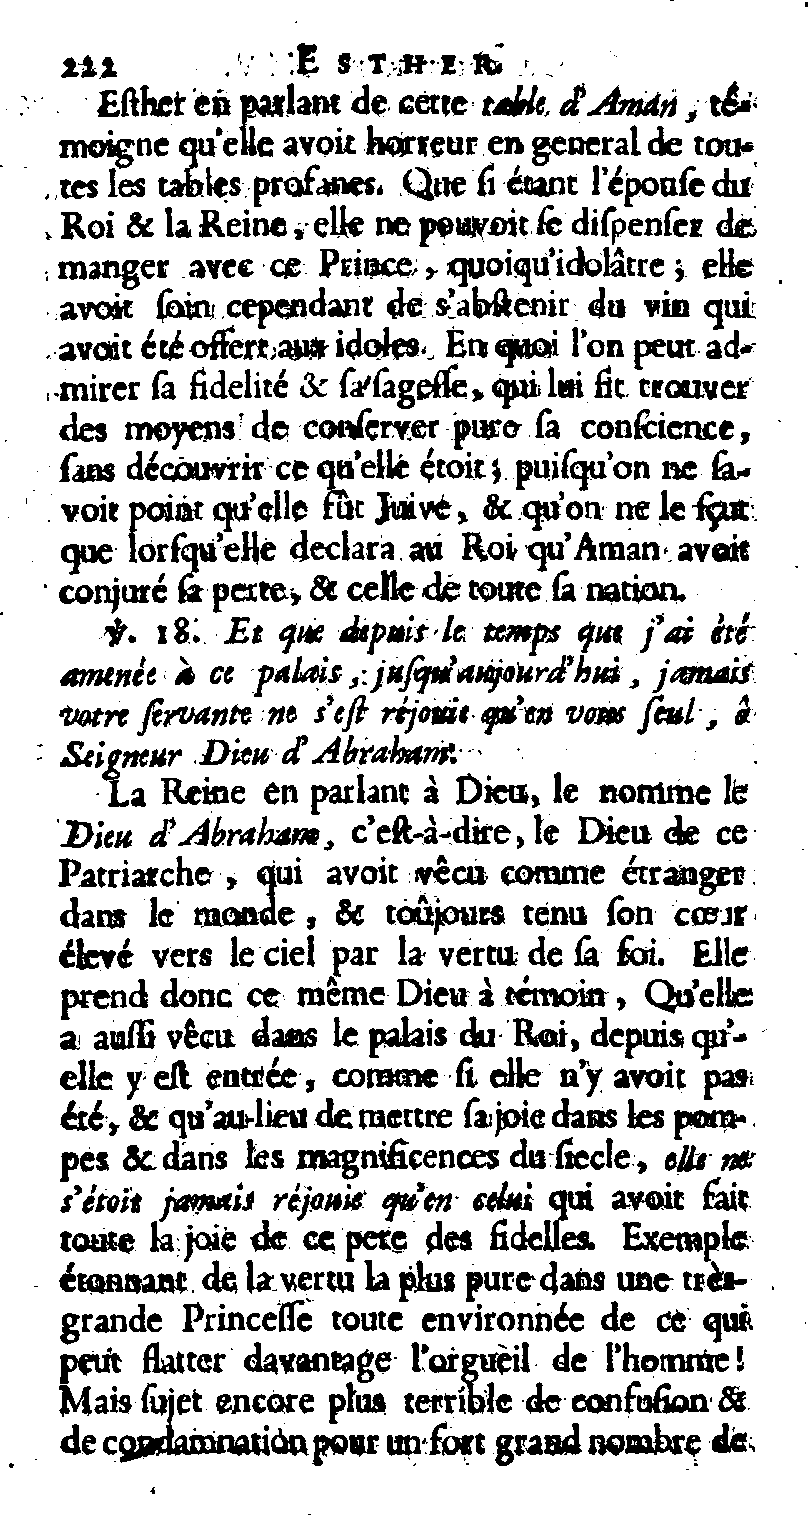 222 ESTHER.
Eſther en parlant de cette table d'Aman, té-
moigne qu'elle avoit horreur en general de tou-
tes les tables profanes. Que ſi étant l'épouſe du
Roi & la Reine, elle ne pouvoit ſe diſpenſer de
manger avec ce Prince, quoiqu'idolâtre; elle
avoit ſoin cependant de s'abſtenir du vin qui
avoit été offert aux idoles. En quoi l'on peut ad-
mirer ſa fidelité & ſa ſageſſe, qui lui fit trouver
des moyens de conſerver pure ſa conſcience,
ſans découvrir ce qu'elle étoit; puiſqu'on ne ſa-
voit point qu'elle fût Juive, & qu'on ne le ſçut
que lorſqu'elle declara au Roi qu'Aman avoit
conjuré ſa perte, & celle de toute ſa nation.
℣. 18. Et que depuis le temps que j'ai été
amenée à ce palais, juſqu'aujourd'hui, jamais
votre ſervante ne s'eſt réjouie qu'en vous ſeul, ô
Seigneur Dieu d'Abraham.
La Reine en parlant à Dieu, le nomme le
Dieu d'Abraham, c'eſt-à-dire, le Dieu de ce
Patriarche, qui avoit vêcu comme étranger
dans le monde, & toûjours tenu ſon cœur
élevé vers le ciel par la vertu de ſa foi. Elle
prend donc ce même Dieu à témoin, Qu'elle
a auſſi vêcu dans le palais du Roi, depuis qu'-
elle y eſt entrée, comme ſi elle n'y avoit pas
été, & qu'au-lieu de mettre ſa joie dans les pom-
pes & dans les magnificences du ſiecle, elle ne
s'étoit jamais réjouie qu'en celui qui avoit fait
toute la joie de ce pere des fidelles. Exemple
étonnant de la vertu la plus pure dans une très-
grande Princeſſe toute environnée de ce qui
peut flatter davantage l'orgueil de l'homme!
Mais ſujet encore plus terrible de confuſion &
de condamnation pour un fort grand nombre de